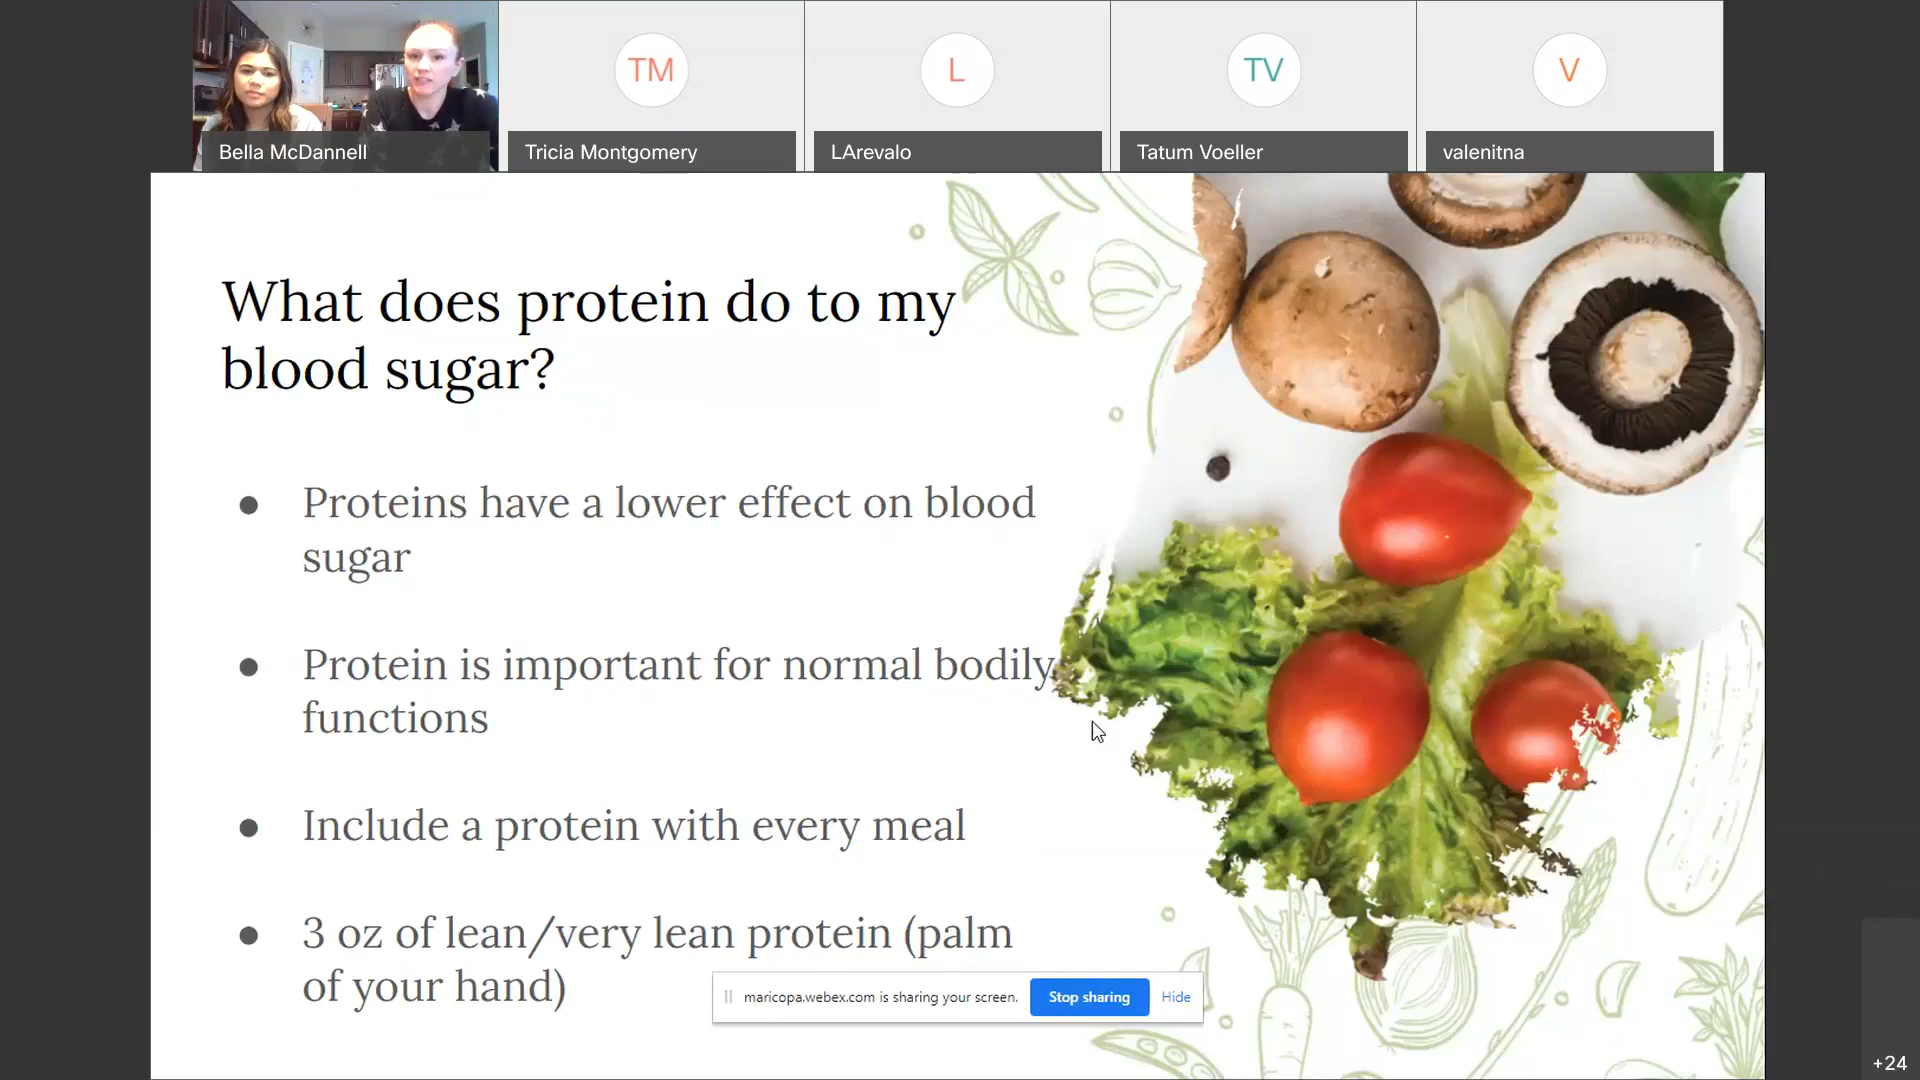 TM
L
TV
V
Bella McDannell
Tricia Montgomery
LArevalo
Tatum Voeller
valenitna
What does protein do to my
blood sugar?
● Proteins have a lower effect on blood
sugar
● Protein is important for normal bodily
functions
● Include a protein with every meal
● 3 oz of lean/very lean protein (palm
of your hand)
maricopa.webex.com is sharing your screen.
Stop sharing
Hide
+24